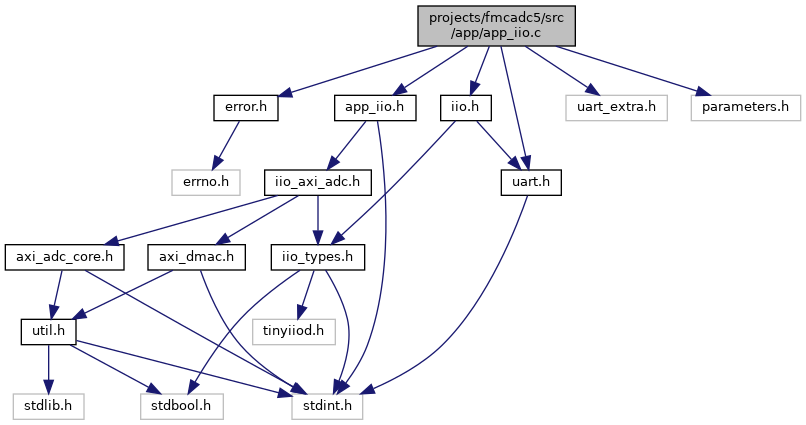 projects/fmcadc5/src
/app/app_iio.c
error.h
app_iio.h
iio.h
uart_extra.h
parameters.h
errno.h
iio_axi_adc.h
uart.h
axi_adc_core.h
axi_dmac.h
iio_types.h
util.h
tinyiiod.h
stdlib.h
stdbool.h
stdint.h